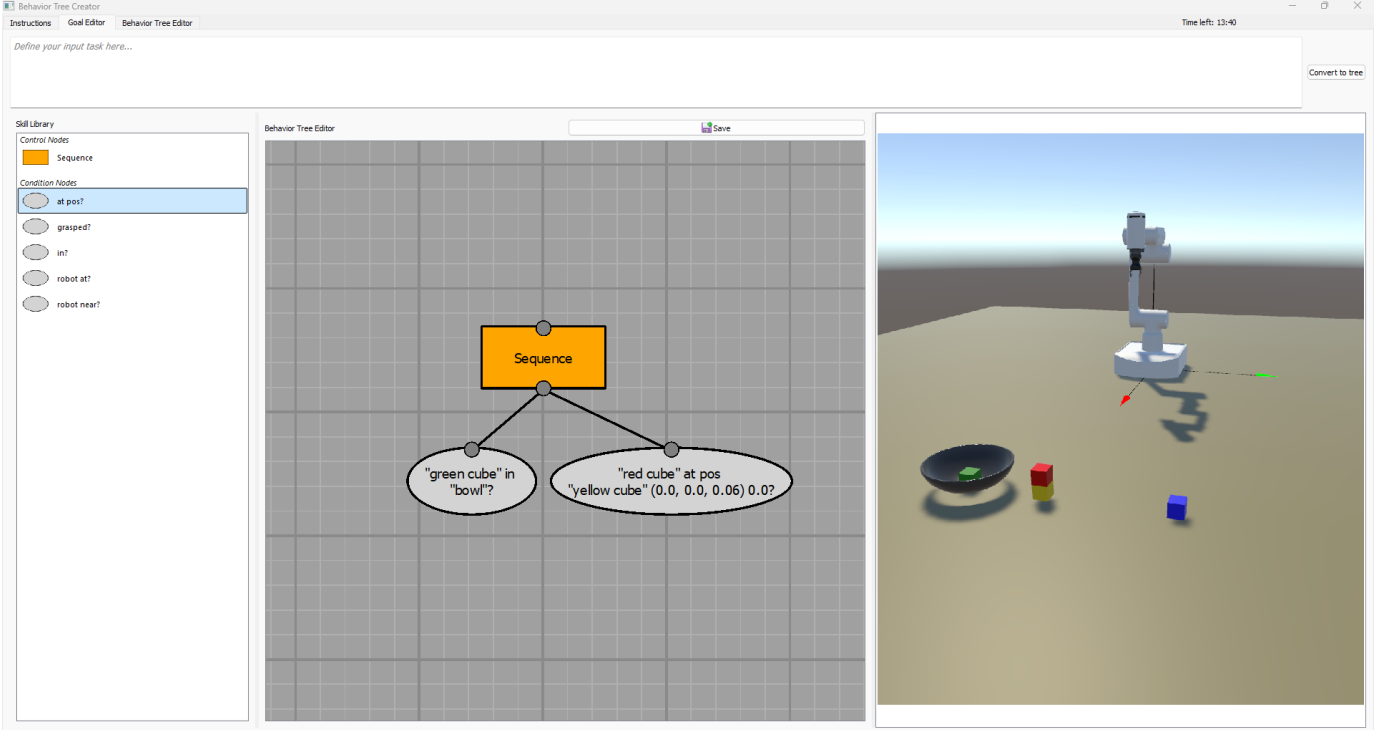 Behavior Tree Creator
Instructions
Goal Editor
Behavior Tree Editor
Time left: 13:40
Define your input task here...
Convert to tree
Skill Library
Control Nodes
Sequence
Condition Nodes
at pos?
grasped?
in?
robot at?
robot near?
Behavior Tree Editor
Save
Sequence
"green cube" in
"bowl"?
"red cube" at pos
"yellow cube" (0.0, 0.0, 0.06) 0.0?